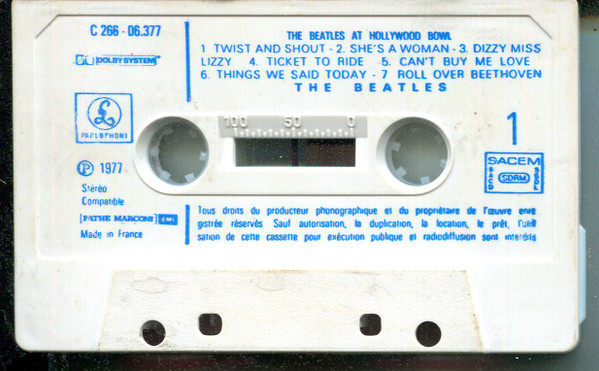 C 266 - 06.377
DOLBY SYSTEM
THE BEATLES AT HOLLYWOOD BOWL
1 TWIST AND SHOUT - 2. SHE'S A WOMAN - 3. DIZZY MISS
LIZZY 4. TICKET TO RIDE 5. CAN'T BUY ME LOVE
6. THINGS WE SAID TODAY - 7 ROLL OVER BEETHOVEN
THE BEATLES
PARLOPHONE
100 50 0
1
SACEM
SACD SDRM SGDL
℗ 1977
Stéréo
Compatible
PATHE MARCONI EMI
Made in France
Tous droits du producteur phonographique et du propriétaire de l'œuvre enre
gistrée réservés Sauf autorisation, la duplication, la location, le prêt, l'utili
sation de cette cassette pour exécution publique et radiodiffusion sont interdits